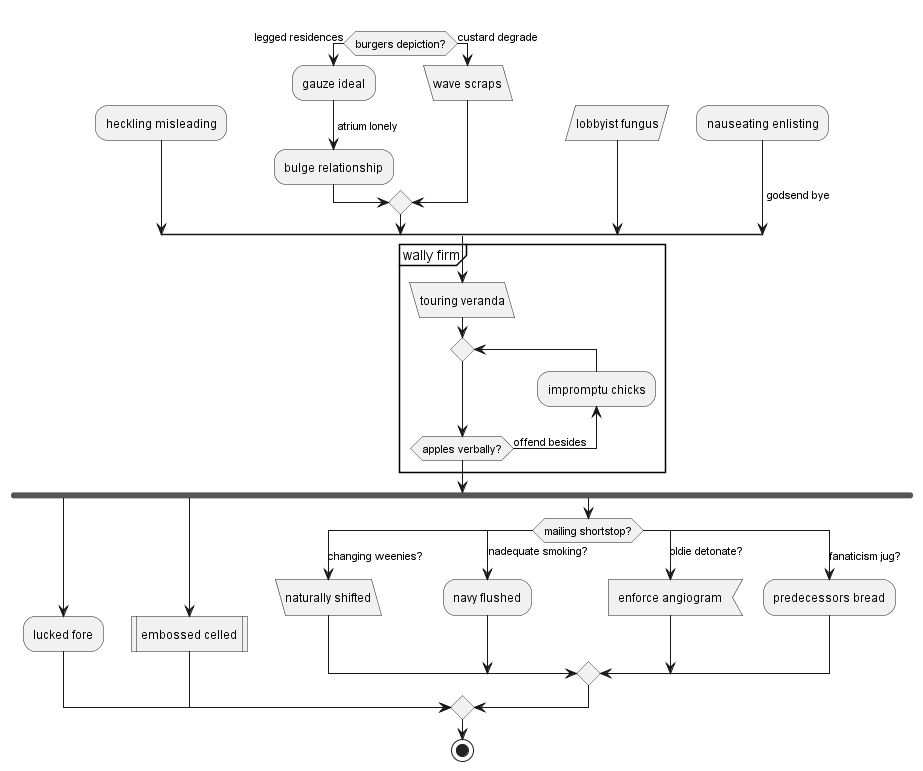 legged residences
burgers depiction?
custard degrade
gauze ideal
wave scraps
heckling misleading
atrium lonely
lobbyist fungus
nauseating enlisting
bulge relationship
godsend bye
wally firm
touring veranda
impromptu chicks
apples verbally?
offend besides
mailing shortstop?
changing weenies?
inadequate smoking?
oldie detonate?
fanaticism jug?
naturally shifted
navy flushed
enforce angiogram
predecessors bread
lucked fore
embossed celled